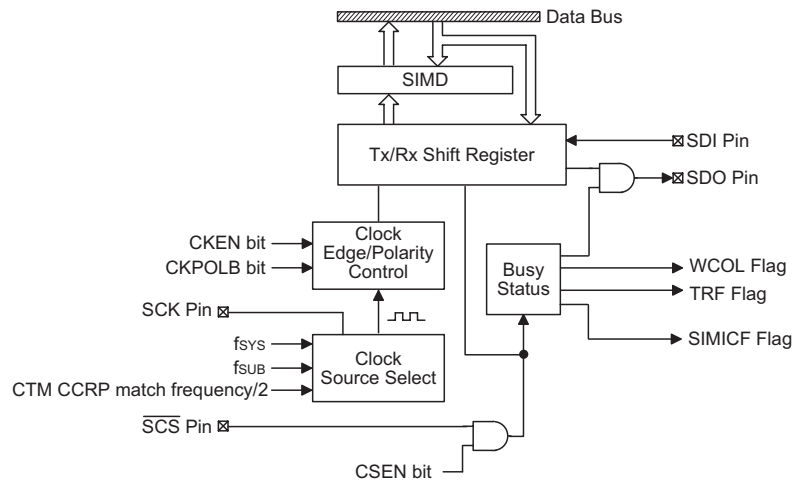 Data Bus
SIMD
Tx/Rx Shift Register
SDI Pin
SDO Pin
CKEN bit
CKPOLB bit
Clock
Edge/Polarity
Control
Busy
Status
WCOL Flag
TRF Flag
SIMICF Flag
SCK Pin
fSYS
fSUB
CTM CCRP match frequency/2
Clock
Source Select
SCS Pin
CSEN bit